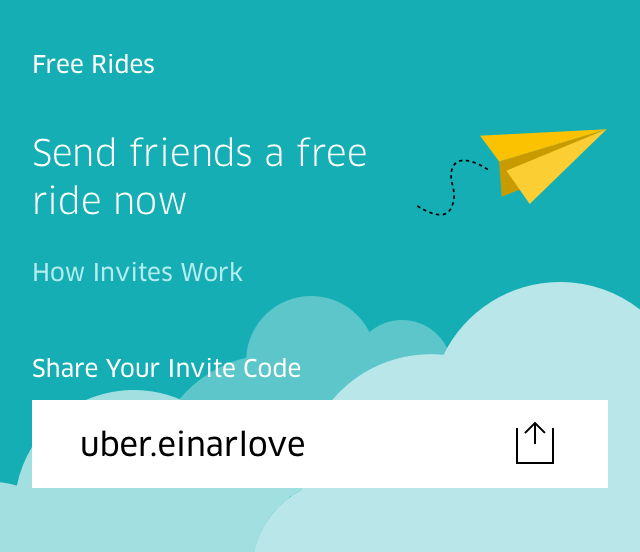 Free Rides
Send friends a free
ride now
How Invites Work
Share Your Invite Code
uber.einarlove